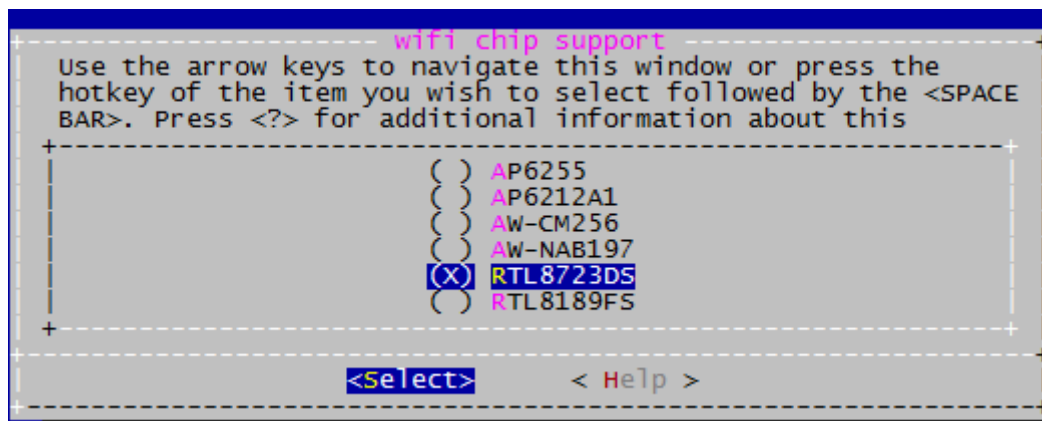 wifi chip support
Use the arrow keys to navigate this window or press the
hotkey of the item you wish to select followed by the <SPACE
BAR>. Press <?> for additional information about this
( ) AP6255
( ) AP6212A1
( ) AW-CM256
( ) AW-NAB197
(X) RTL8723DS
( ) RTL8189FS
<Select> < Help >